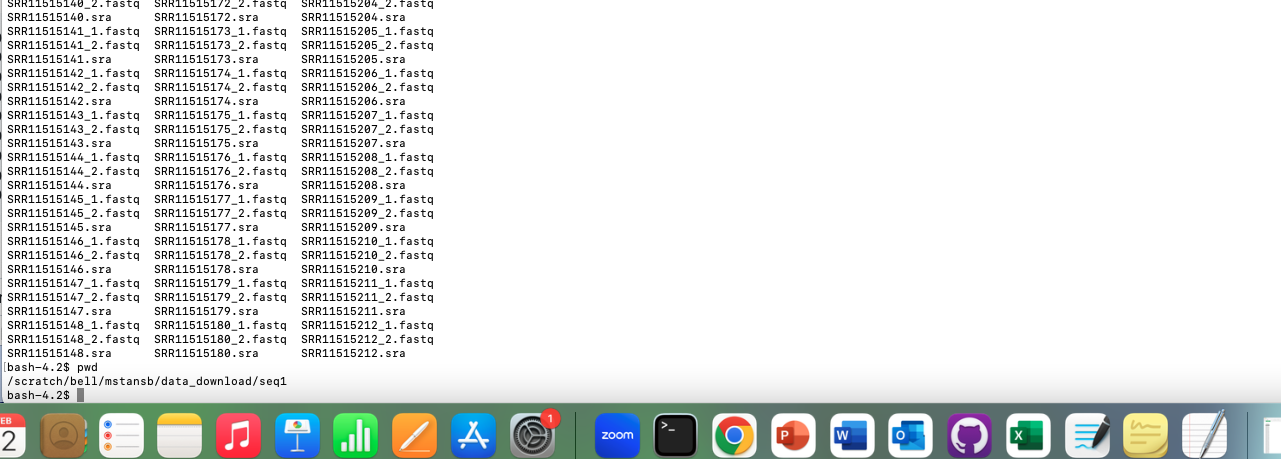 SRR11515140_2.fastq  SRR11515172_2.fastq  SRR11515204_2.fastq
SRR11515140.sra      SRR11515172.sra      SRR11515204.sra
SRR11515141_1.fastq  SRR11515173_1.fastq  SRR11515205_1.fastq
SRR11515141_2.fastq  SRR11515173_2.fastq  SRR11515205_2.fastq
SRR11515141.sra      SRR11515173.sra      SRR11515205.sra
SRR11515142_1.fastq  SRR11515174_1.fastq  SRR11515206_1.fastq
SRR11515142_2.fastq  SRR11515174_2.fastq  SRR11515206_2.fastq
SRR11515142.sra      SRR11515174.sra      SRR11515206.sra
SRR11515143_1.fastq  SRR11515175_1.fastq  SRR11515207_1.fastq
SRR11515143_2.fastq  SRR11515175_2.fastq  SRR11515207_2.fastq
SRR11515143.sra      SRR11515175.sra      SRR11515207.sra
SRR11515144_1.fastq  SRR11515176_1.fastq  SRR11515208_1.fastq
SRR11515144_2.fastq  SRR11515176_2.fastq  SRR11515208_2.fastq
SRR11515144.sra      SRR11515176.sra      SRR11515208.sra
SRR11515145_1.fastq  SRR11515177_1.fastq  SRR11515209_1.fastq
SRR11515145_2.fastq  SRR11515177_2.fastq  SRR11515209_2.fastq
SRR11515145.sra      SRR11515177.sra      SRR11515209.sra
SRR11515146_1.fastq  SRR11515178_1.fastq  SRR11515210_1.fastq
SRR11515146_2.fastq  SRR11515178_2.fastq  SRR11515210_2.fastq
SRR11515146.sra      SRR11515178.sra      SRR11515210.sra
SRR11515147_1.fastq  SRR11515179_1.fastq  SRR11515211_1.fastq
SRR11515147_2.fastq  SRR11515179_2.fastq  SRR11515211_2.fastq
SRR11515147.sra      SRR11515179.sra      SRR11515211.sra
SRR11515148_1.fastq  SRR11515180_1.fastq  SRR11515212_1.fastq
SRR11515148_2.fastq  SRR11515180_2.fastq  SRR11515212_2.fastq
SRR11515148.sra      SRR11515180.sra      SRR11515212.sra
[bash-4.2$ pwd
/scratch/bell/mstansb/data_download/seq1
bash-4.2$
EB
2
1
zoom
>_
P
W
O
X